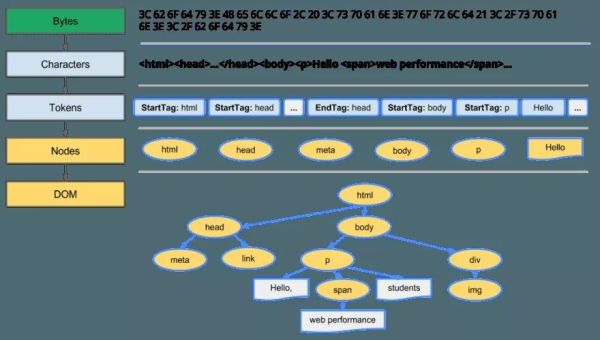 Bytes
3C 62 6F 64 79 3E 48 65 6C 6C 6F 2C 20 3C 73 70 61 6E 3E 77 6F 72 6C 64 21 3C 2F 73 70 61
6E 3E 3C 2F 62 6F 64 79 3E
Characters
<html><head>...</head><body><p>Hello <span>web performance</span>...
Tokens
StartTag: html StartTag: head ... EndTag: head StartTag: body StartTag: p Hello ...
Nodes
html head meta body p Hello
DOM
html
head body
meta link p div
Hello, span students img
web performance